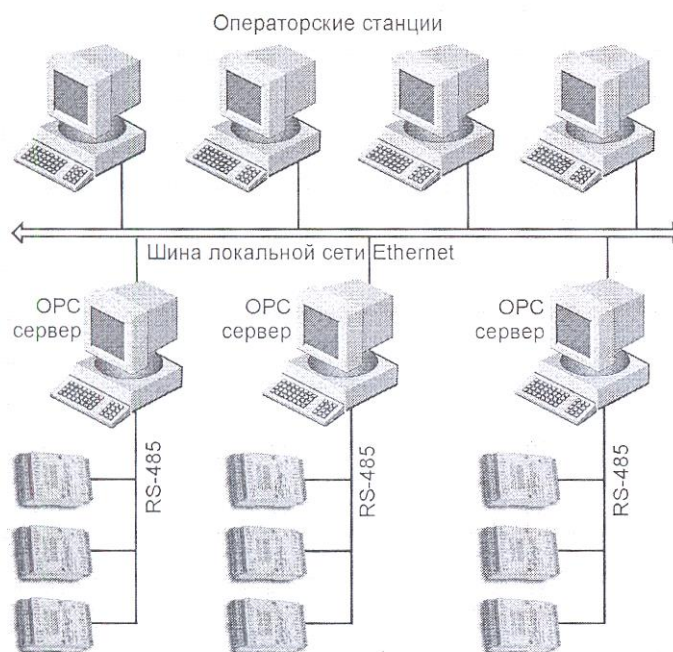 Операторские станции
Шина локальной сети Ethernet
OPC
сервер
OPC
сервер
OPC
сервер
RS-485
RS-485
RS-485